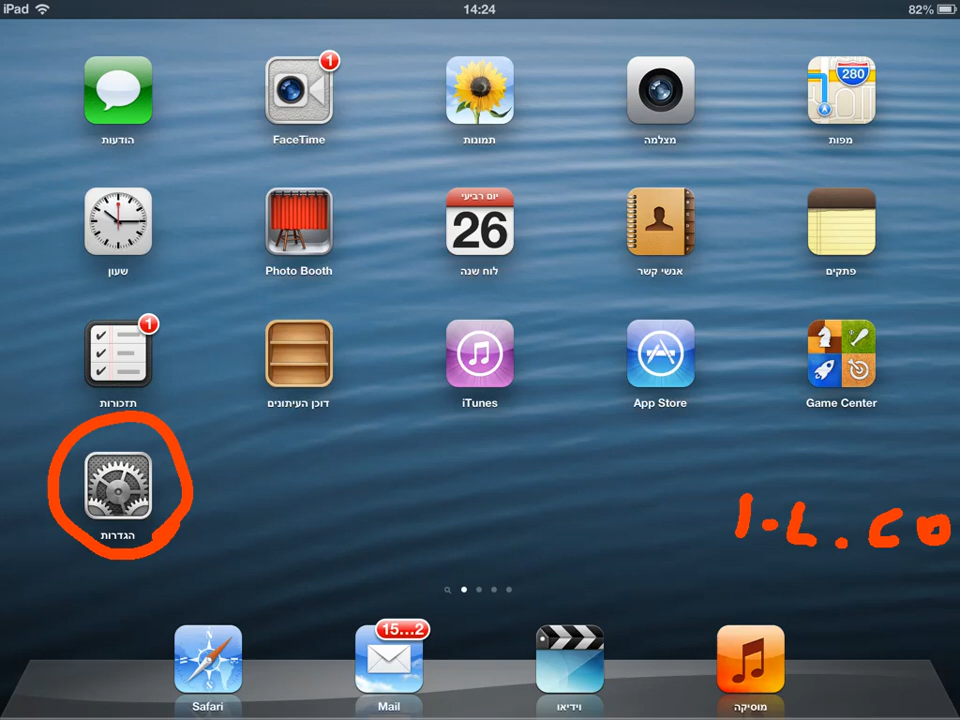 iPad 14:24 82%
1
הודעות FaceTime תמונות מצלמה מפות
280
A
יום רביעי
26
שעון Photo Booth לוח שנה אנשי קשר פתקים
1
תזכורות דוכן העיתונים iTunes App Store Game Center
הגדרות
I-L.CO
15...2
Safari Mail וידיאו מוסיקה